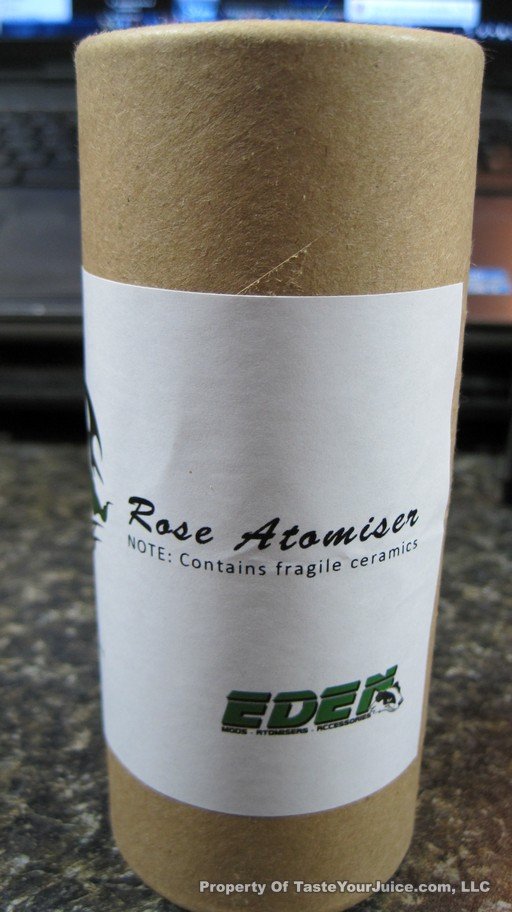 Rose Atomiser
NOTE: Contains fragile ceramics
EDEN
MODS - ATOMISERS - ACCESSORIES
Property Of TasteYourJuice.com, LLC